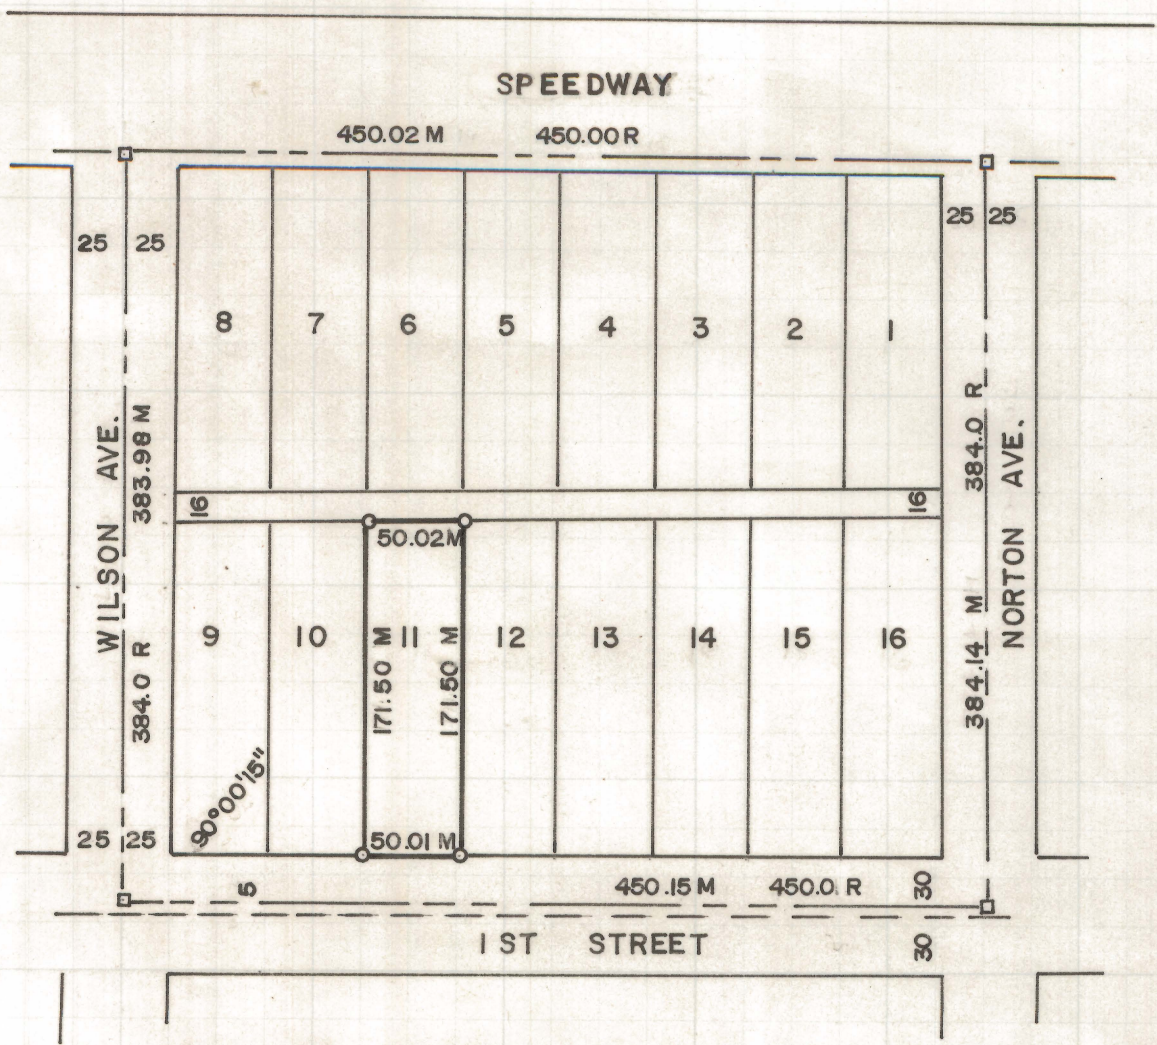 SPEEDWAY
450.02 M 450.00 R
25 25 25 25
8 7 6 5 4 3 2 1
WILSON AVE.
383.98 M
384.0 R
384.0 R
384.14 M
NORTON AVE.
16 16
50.02 M
9 10 11 12 13 14 15 16
171.50 M 171.50 M
90°00'15"
25 25
50.01 M
5
450.15 M 450.0 R
30
1 ST STREET
30